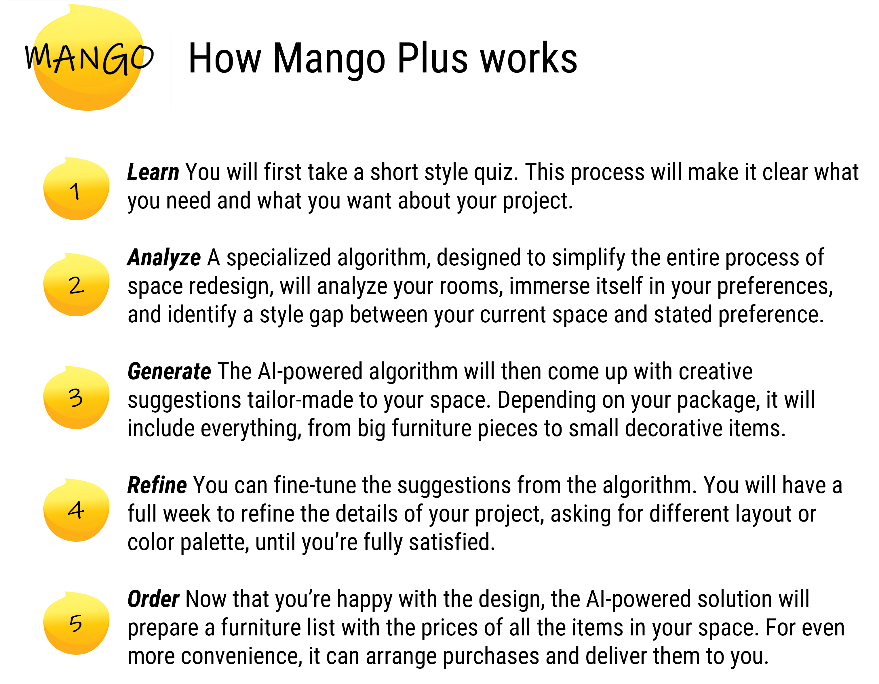 MANGO
How Mango Plus works
1
Learn You will first take a short style quiz. This process will make it clear what
you need and what you want about your project.
2
Analyze A specialized algorithm, designed to simplify the entire process of
space redesign, will analyze your rooms, immerse itself in your preferences,
and identify a style gap between your current space and stated preference.
3
Generate The AI-powered algorithm will then come up with creative
suggestions tailor-made to your space. Depending on your package, it will
include everything, from big furniture pieces to small decorative items.
4
Refine You can fine-tune the suggestions from the algorithm. You will have a
full week to refine the details of your project, asking for different layout or
color palette, until you’re fully satisfied.
5
Order Now that you’re happy with the design, the AI-powered solution will
prepare a furniture list with the prices of all the items in your space. For even
more convenience, it can arrange purchases and deliver them to you.